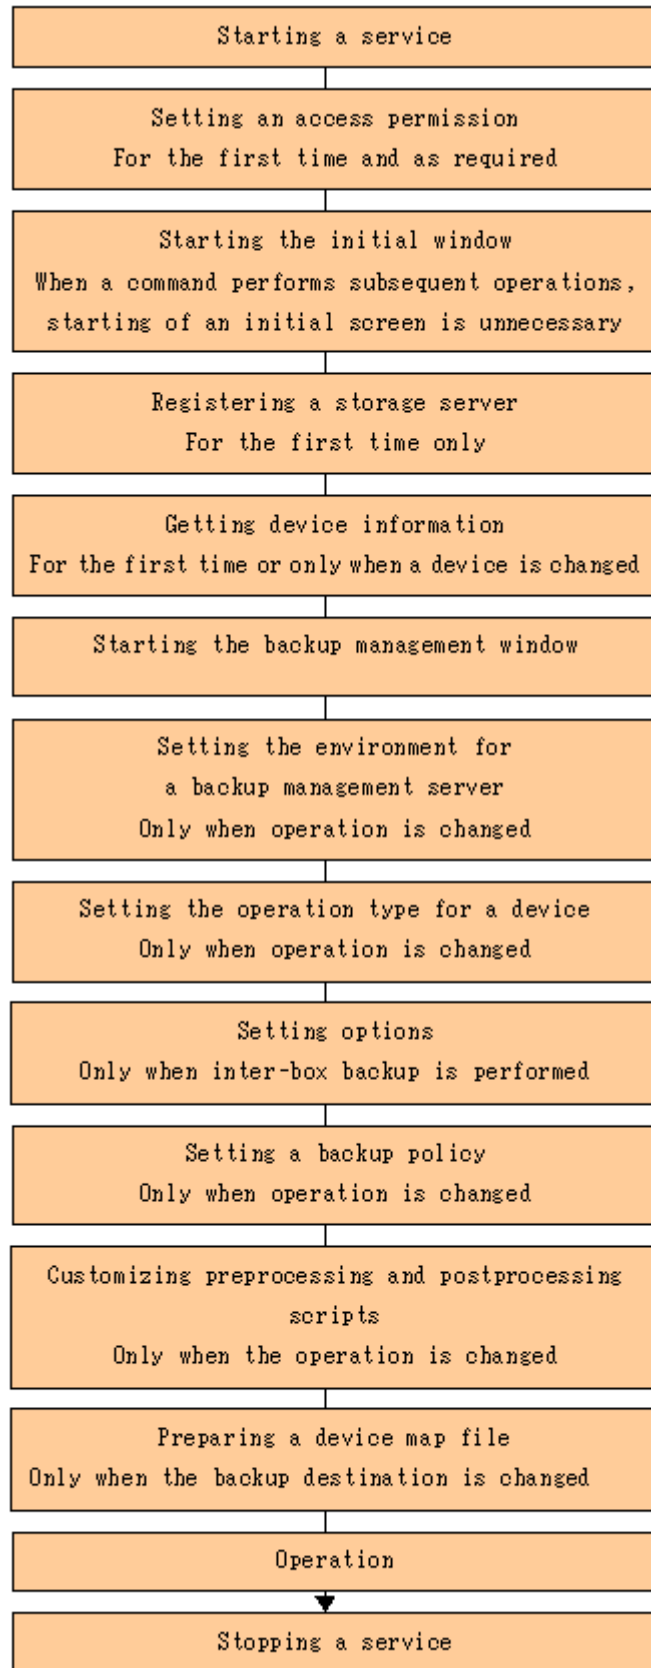 Starting a service
Setting an access permission
For the first time and as required
Starting the initial window
When a command performs subsequent operations,
starting of an initial screen is unnecessary
Registering a storage server
For the first time only
Getting device information
For the first time or only when a device is changed
Starting the backup management window
Setting the environment for
a backup management server
Only when operation is changed
Setting the operation type for a device
Only when operation is changed
Setting options
Only when inter-box backup is performed
Setting a backup policy
Only when operation is changed
Customizing preprocessing and postprocessing
scripts
Only when the operation is changed
Preparing a device map file
Only when the backup destination is changed
Operation
Stopping a service